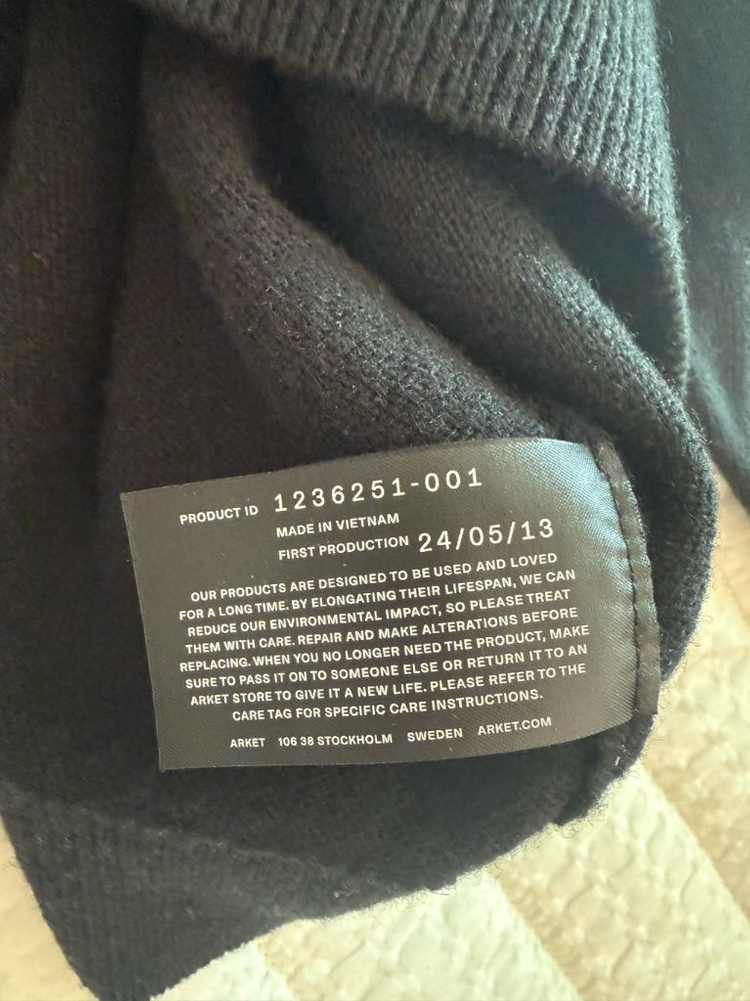 PRODUCT ID 1236251-001
MADE IN VIETNAM
FIRST PRODUCTION 24/05/13
OUR PRODUCTS ARE DESIGNED TO BE USED AND LOVED
FOR A LONG TIME. BY ELONGATING THEIR LIFESPAN, WE CAN
REDUCE OUR ENVIRONMENTAL IMPACT, SO PLEASE TREAT
THEM WITH CARE. REPAIR AND MAKE ALTERATIONS BEFORE
REPLACING. WHEN YOU NO LONGER NEED THE PRODUCT, MAKE
SURE TO PASS IT ON TO SOMEONE ELSE OR RETURN IT TO AN
ARKET STORE TO GIVE IT A NEW LIFE. PLEASE REFER TO THE
CARE TAG FOR SPECIFIC CARE INSTRUCTIONS.
ARKET 106 38 STOCKHOLM SWEDEN ARKET.COM